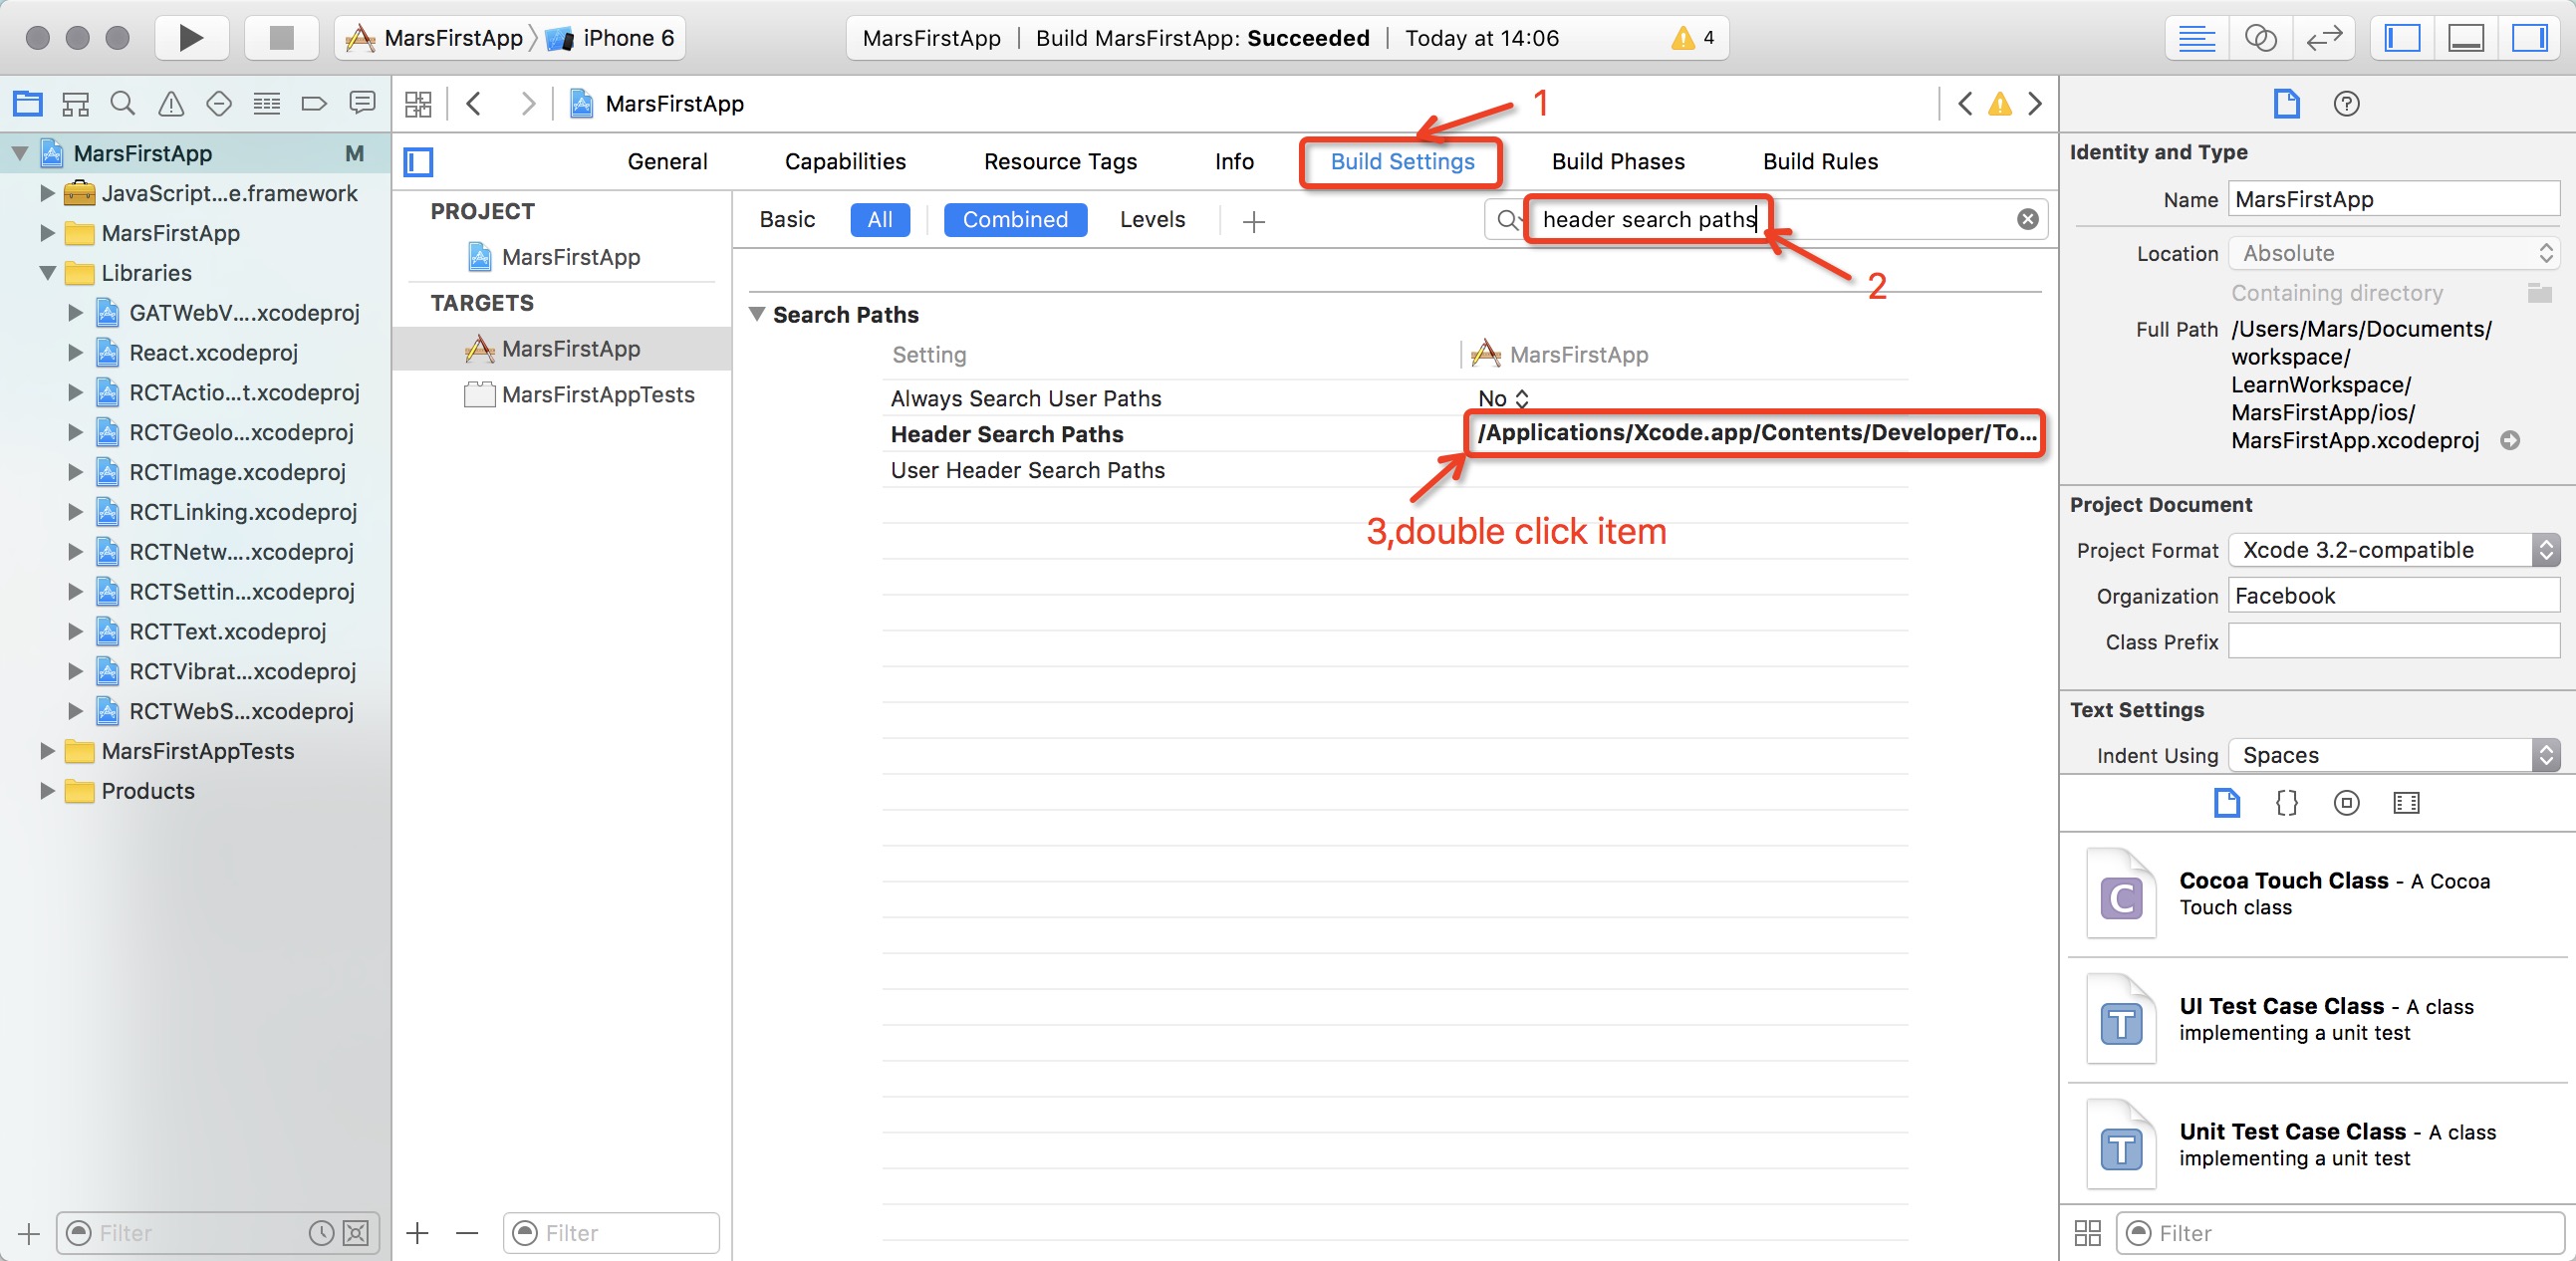 MarsFirstApp
iPhone 6
MarsFirstApp | Build MarsFirstApp: Succeeded | Today at 14:06
4
MarsFirstApp
1
MarsFirstApp M
JavaScript...e.framework
MarsFirstApp
Libraries
GATWebV....xcodeproj
React.xcodeproj
RCTActio...t.xcodeproj
RCTGeolo...xcodeproj
RCTImage.xcodeproj
RCTLinking.xcodeproj
RCTNetw....xcodeproj
RCTSettin...xcodeproj
RCTText.xcodeproj
RCTVibrat...xcodeproj
RCTWebS...xcodeproj
MarsFirstAppTests
Products
Filter
General Capabilities Resource Tags Info Build Settings Build Phases Build Rules
PROJECT
MarsFirstApp
TARGETS
MarsFirstApp
MarsFirstAppTests
Filter
Basic All Combined Levels
header search paths
2
Search Paths
Setting MarsFirstApp
Always Search User Paths No
Header Search Paths /Applications/Xcode.app/Contents/Developer/To...
User Header Search Paths
3,double click item
Identity and Type
Name MarsFirstApp
Location Absolute
Containing directory
Full Path /Users/Mars/Documents/
workspace/
LearnWorkspace/
MarsFirstApp/ios/
MarsFirstApp.xcodeproj
Project Document
Project Format Xcode 3.2-compatible
Organization Facebook
Class Prefix
Text Settings
Indent Using Spaces
{}
C
Cocoa Touch Class - A Cocoa
Touch class
T
UI Test Case Class - A class
implementing a unit test
T
Unit Test Case Class - A class
implementing a unit test
Filter